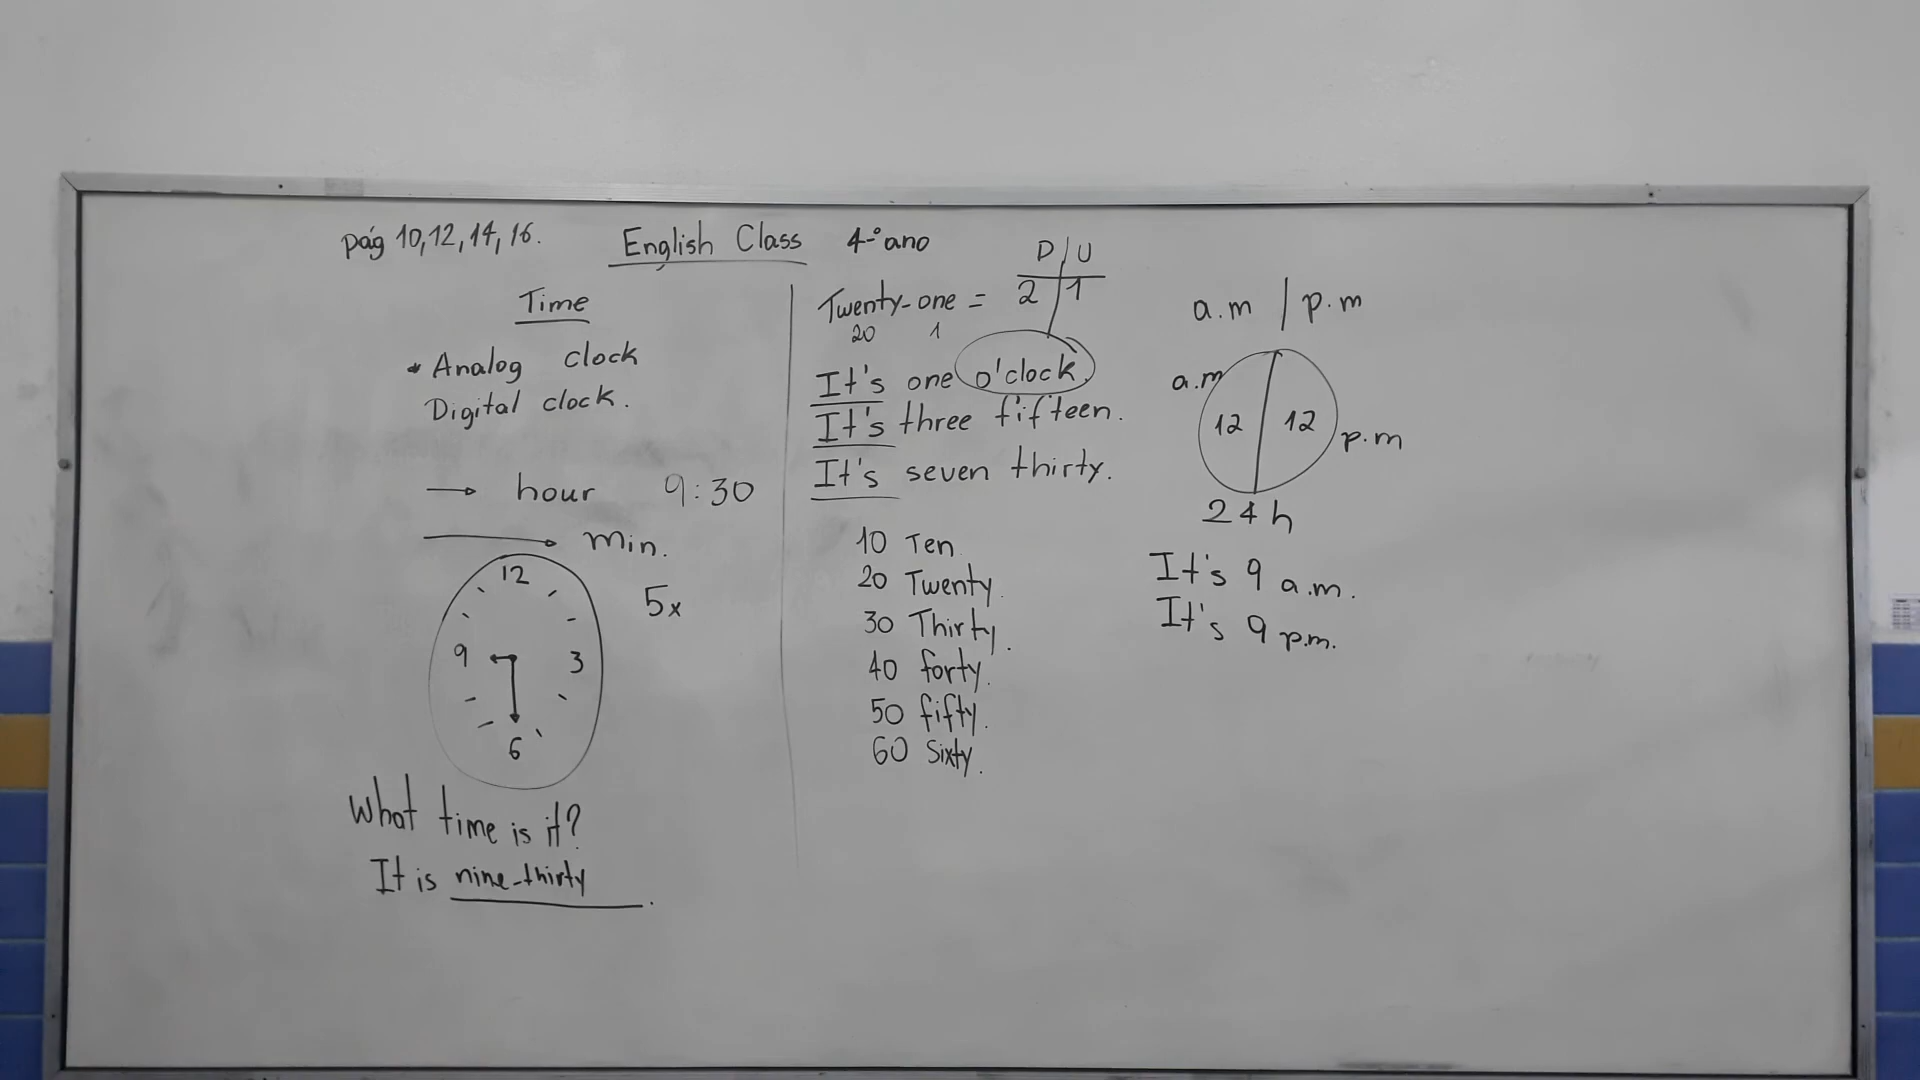 pág 10, 12, 14, 16. English Class 4º ano
Time
Analog clock
Digital clock.
hour 9:30
min.
5x
12
9 3
6
What time is it?
It is nine-thirty.
D U
Twenty-one = 2 1
20 1
It's one o'clock.
It's three fifteen.
It's seven thirty.
10 Ten
20 Twenty.
30 Thirty.
40 forty.
50 fifty.
60 Sixty.
a.m / p.m
a.m
12 12
p.m
24h
It's 9 a.m.
It's 9 p.m.